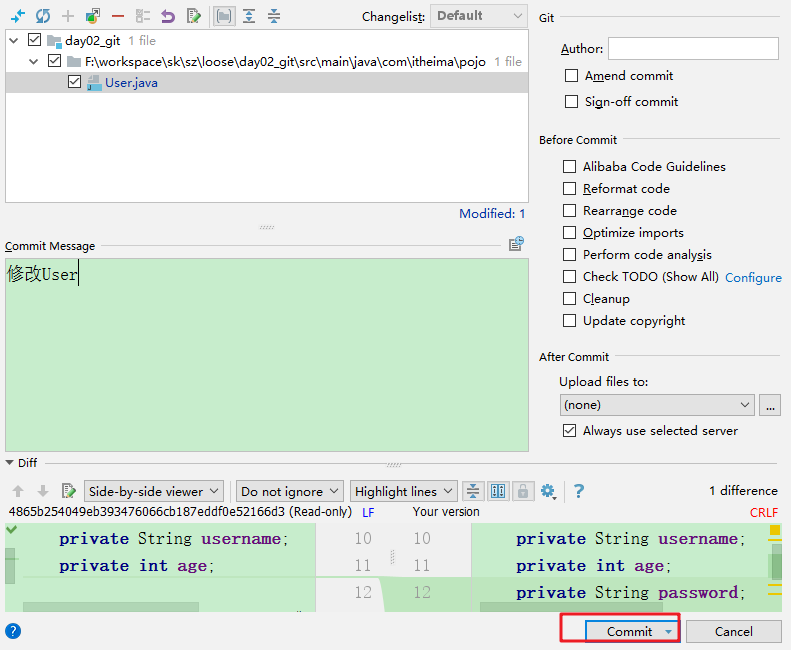 Changelist: Default
day02_git 1 file
F:\workspace\sk\sz\loose\day02_git\src\main\java\com\itheima\pojo 1 file
User.java
Modified: 1
Commit Message
修改User
Git
Author:
Amend commit
Sign-off commit
Before Commit
Alibaba Code Guidelines
Reformat code
Rearrange code
Optimize imports
Perform code analysis
Check TODO (Show All) Configure
Cleanup
Update copyright
After Commit
Upload files to:
(none) ...
Always use selected server
Diff
Side-by-side viewer Do not ignore Highlight lines ? 1 difference
4865b254049eb393476066cb187eddf0e52166d3 (Read-only) LF Your version CRLF
private String username; 10 10 private String username;
private int age; 11 11 private int age;
12 12 private String password;
? Commit Cancel